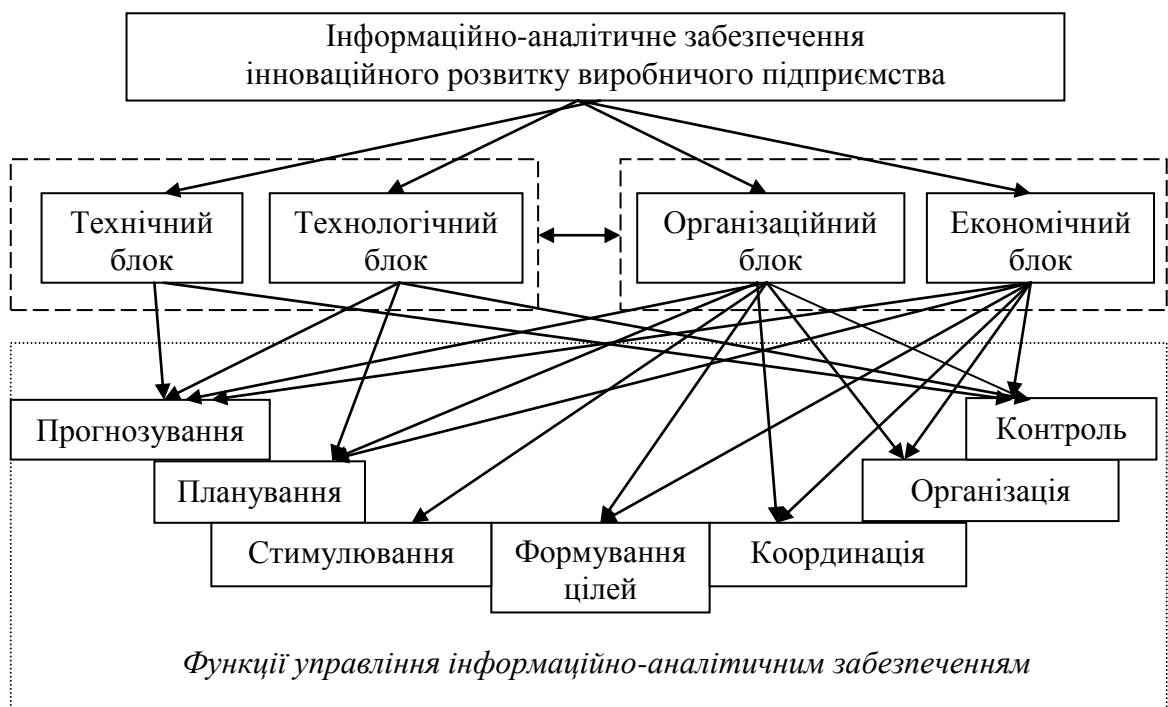 Інформаційно-аналітичне забезпечення
інноваційного розвитку виробничого підприємства
Технічний
блок
Технологічний
блок
Організаційний
блок
Економічний
блок
Прогнозування
Контроль
Планування
Організація
Стимулювання
Формування
цілей
Координація
Функції управління інформаційно-аналітичним забезпеченням